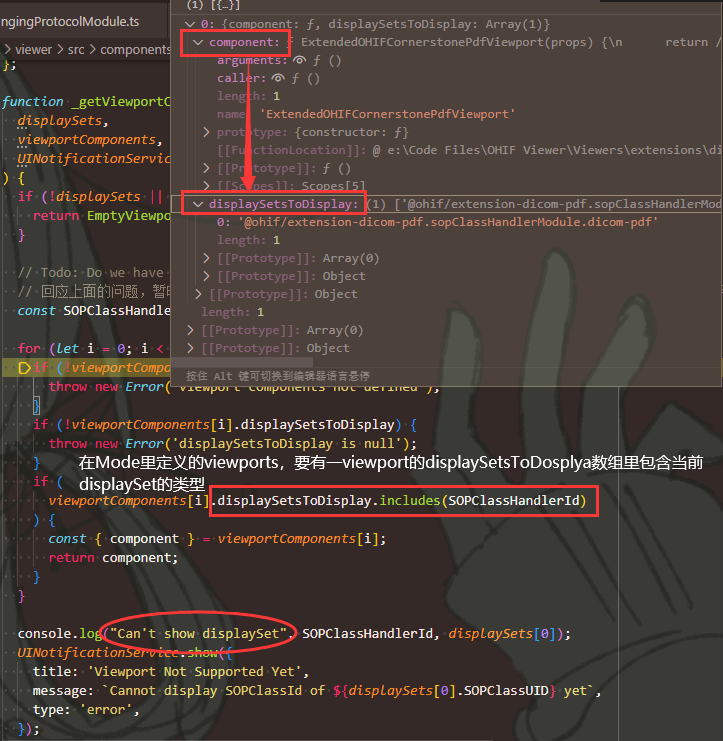 ngingProtocolModule.ts
> viewer > src > components
};
function _getViewportC
displaySets,
viewportComponents,
UINotificationServic
) {
if (!displaySets ||
return EmptyViewpo
}
// Todo: Do we have
// 回应上面的问题，暂时
const SOPClassHandler
for (let i = 0; i <
if (!viewportCompo
throw new Error('viewport components not defined');
}
if (!viewportComponents[i].displaySetsToDisplay) {
throw new Error('displaySetsToDisplay is null');
}
if (
viewportComponents[i].displaySetsToDisplay.includes(SOPClassHandlerId)
) {
const { component } = viewportComponents[i];
return component;
}
}
console.log("Can't show displaySet", SOPClassHandlerId, displaySets[0]);
UINotificationService.show({
title: 'Viewport Not Supported Yet',
message: `Cannot display SOPClassId of ${displaySets[0].SOPClassUID} yet`,
type: 'error',
});
(1) [{…}]
0: {component: ƒ, displaySetsToDisplay: Array(1)}
component: ƒ ExtendedOHIFCornerstonePdfViewport(props) {\n return /
arguments: ƒ ()
caller: ƒ ()
length: 1
name: 'ExtendedOHIFCornerstonePdfViewport'
prototype: {constructor: ƒ}
[[FunctionLocation]]: @ e:\Code Files\OHIF Viewer\Viewers\extensions\di
[[Prototype]]: ƒ ()
[[Scopes]]: Scopes[5]
displaySetsToDisplay: (1) ['@ohif/extension-dicom-pdf.sopClassHandlerMod
0: '@ohif/extension-dicom-pdf.sopClassHandlerModule.dicom-pdf'
length: 1
[[Prototype]]: Array(0)
[[Prototype]]: Object
[[Prototype]]: Object
length: 1
[[Prototype]]: Array(0)
[[Prototype]]: Object
按住 Alt 键可切换到编辑器语言悬停
在Mode里定义的viewports，要有一viewport的displaySetsToDosplya数组里包含当前
displaySet的类型